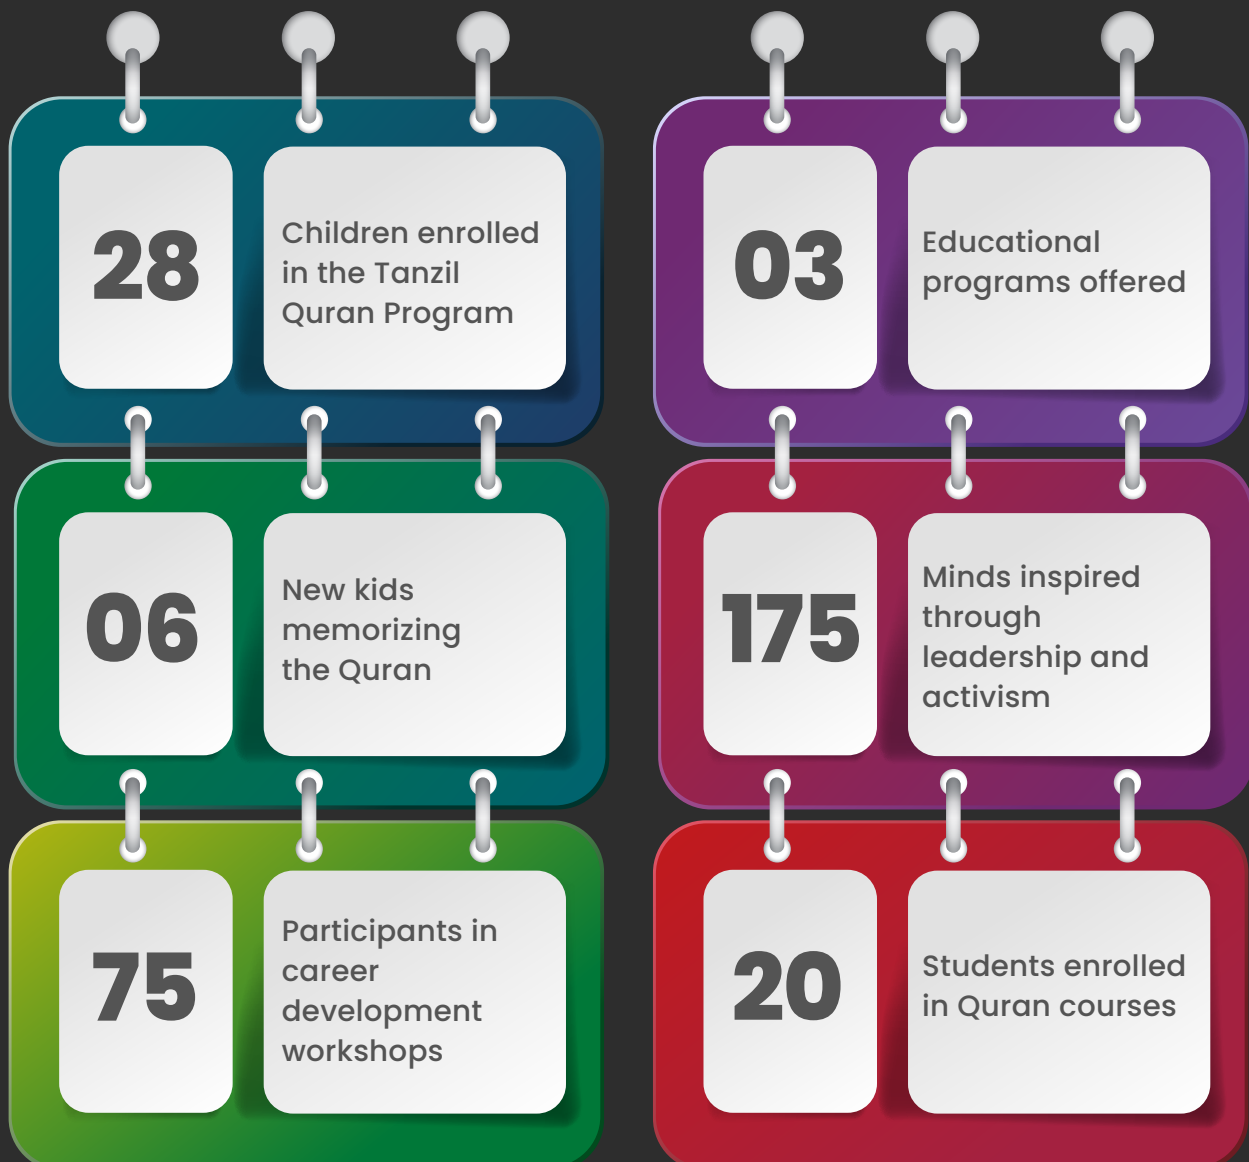 28
Children enrolled
in the Tanzil
Quran Program
03
Educational
programs offered
06
New kids
memorizing
the Quran
175
Minds inspired
through
leadership and
activism
75
Participants in
career
development
workshops
20
Students enrolled
in Quran courses